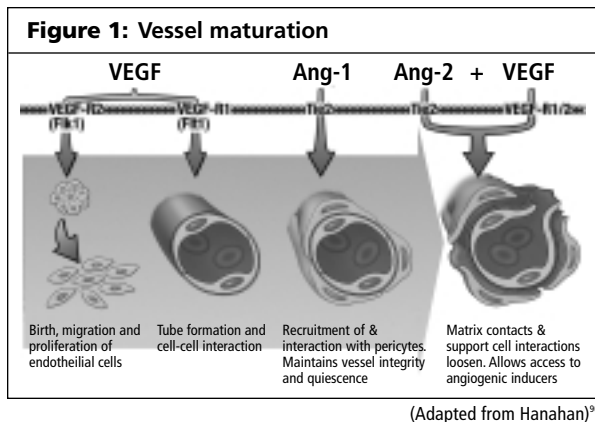 Figure 1: Vessel maturation
VEGF Ang-1 Ang-2 + VEGF
VEGF-R2 VEGF-R1 Tie2 Tie2 VEGF-R1/2
(Flk1) (Flt1)
Birth, migration and
proliferation of
endotheilial cells
Tube formation and
cell-cell interaction
Recruitment of &
interaction with pericytes.
Maintains vessel integrity
and quiescence
Matrix contacts &
support cell interactions
loosen. Allows access to
angiogenic inducers
(Adapted from Hanahan)⁹